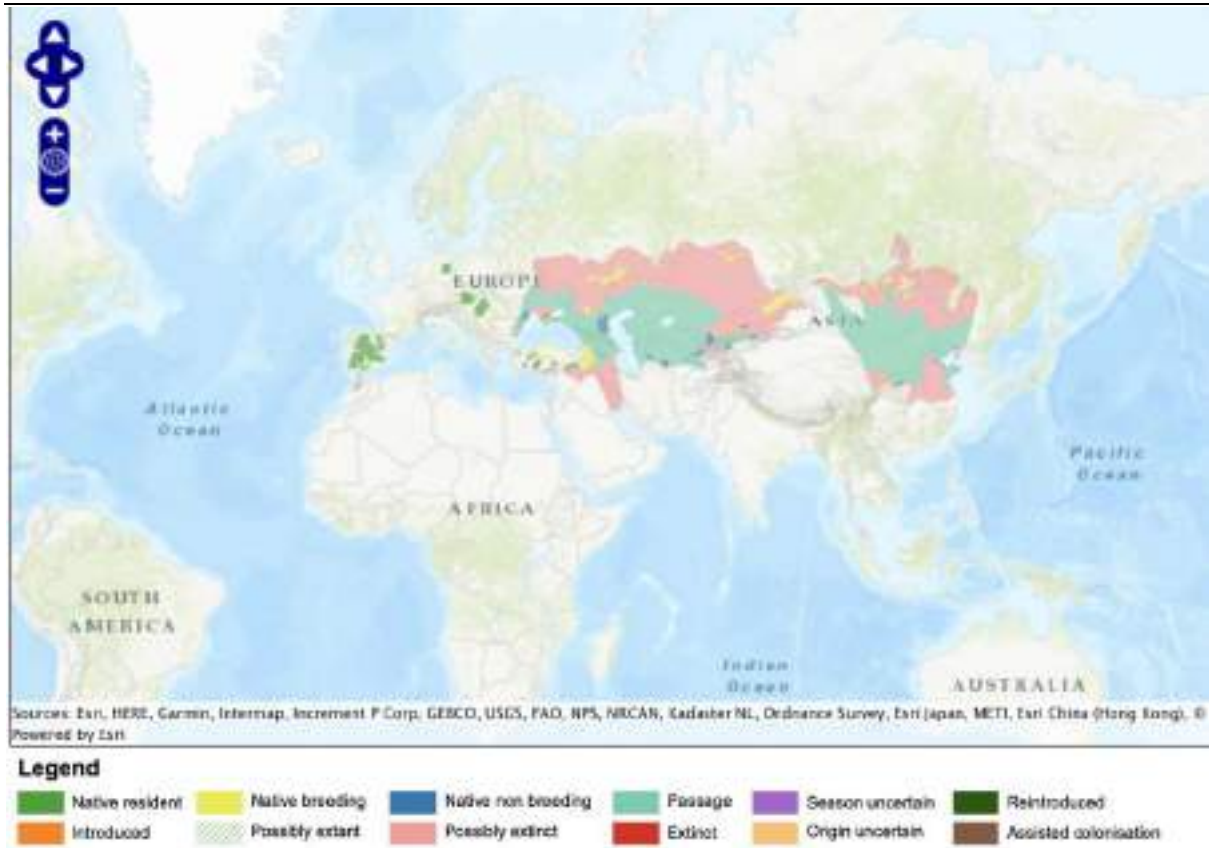 EUROPE
ASIA
Atlantic
Ocean
Pacific
Ocean
AFRICA
SOUTH
AMERICA
Indian
Ocean
AUSTRALIA
Sources: Esri, HERE, Garmin, Intermap, Increment P Corp, GEBCO, USGS, FAO, NPS, NRCAN, Kadaster NL, Ordnance Survey, Esri Japan, METI, Esri China (Hong Kong), ©
Powered by Esri
Legend
Native resident Native breeding Native non breeding Passage Season uncertain Reintroduced
Introduced Possibly extant Possibly extinct Extinct Origin uncertain Assisted colonisation